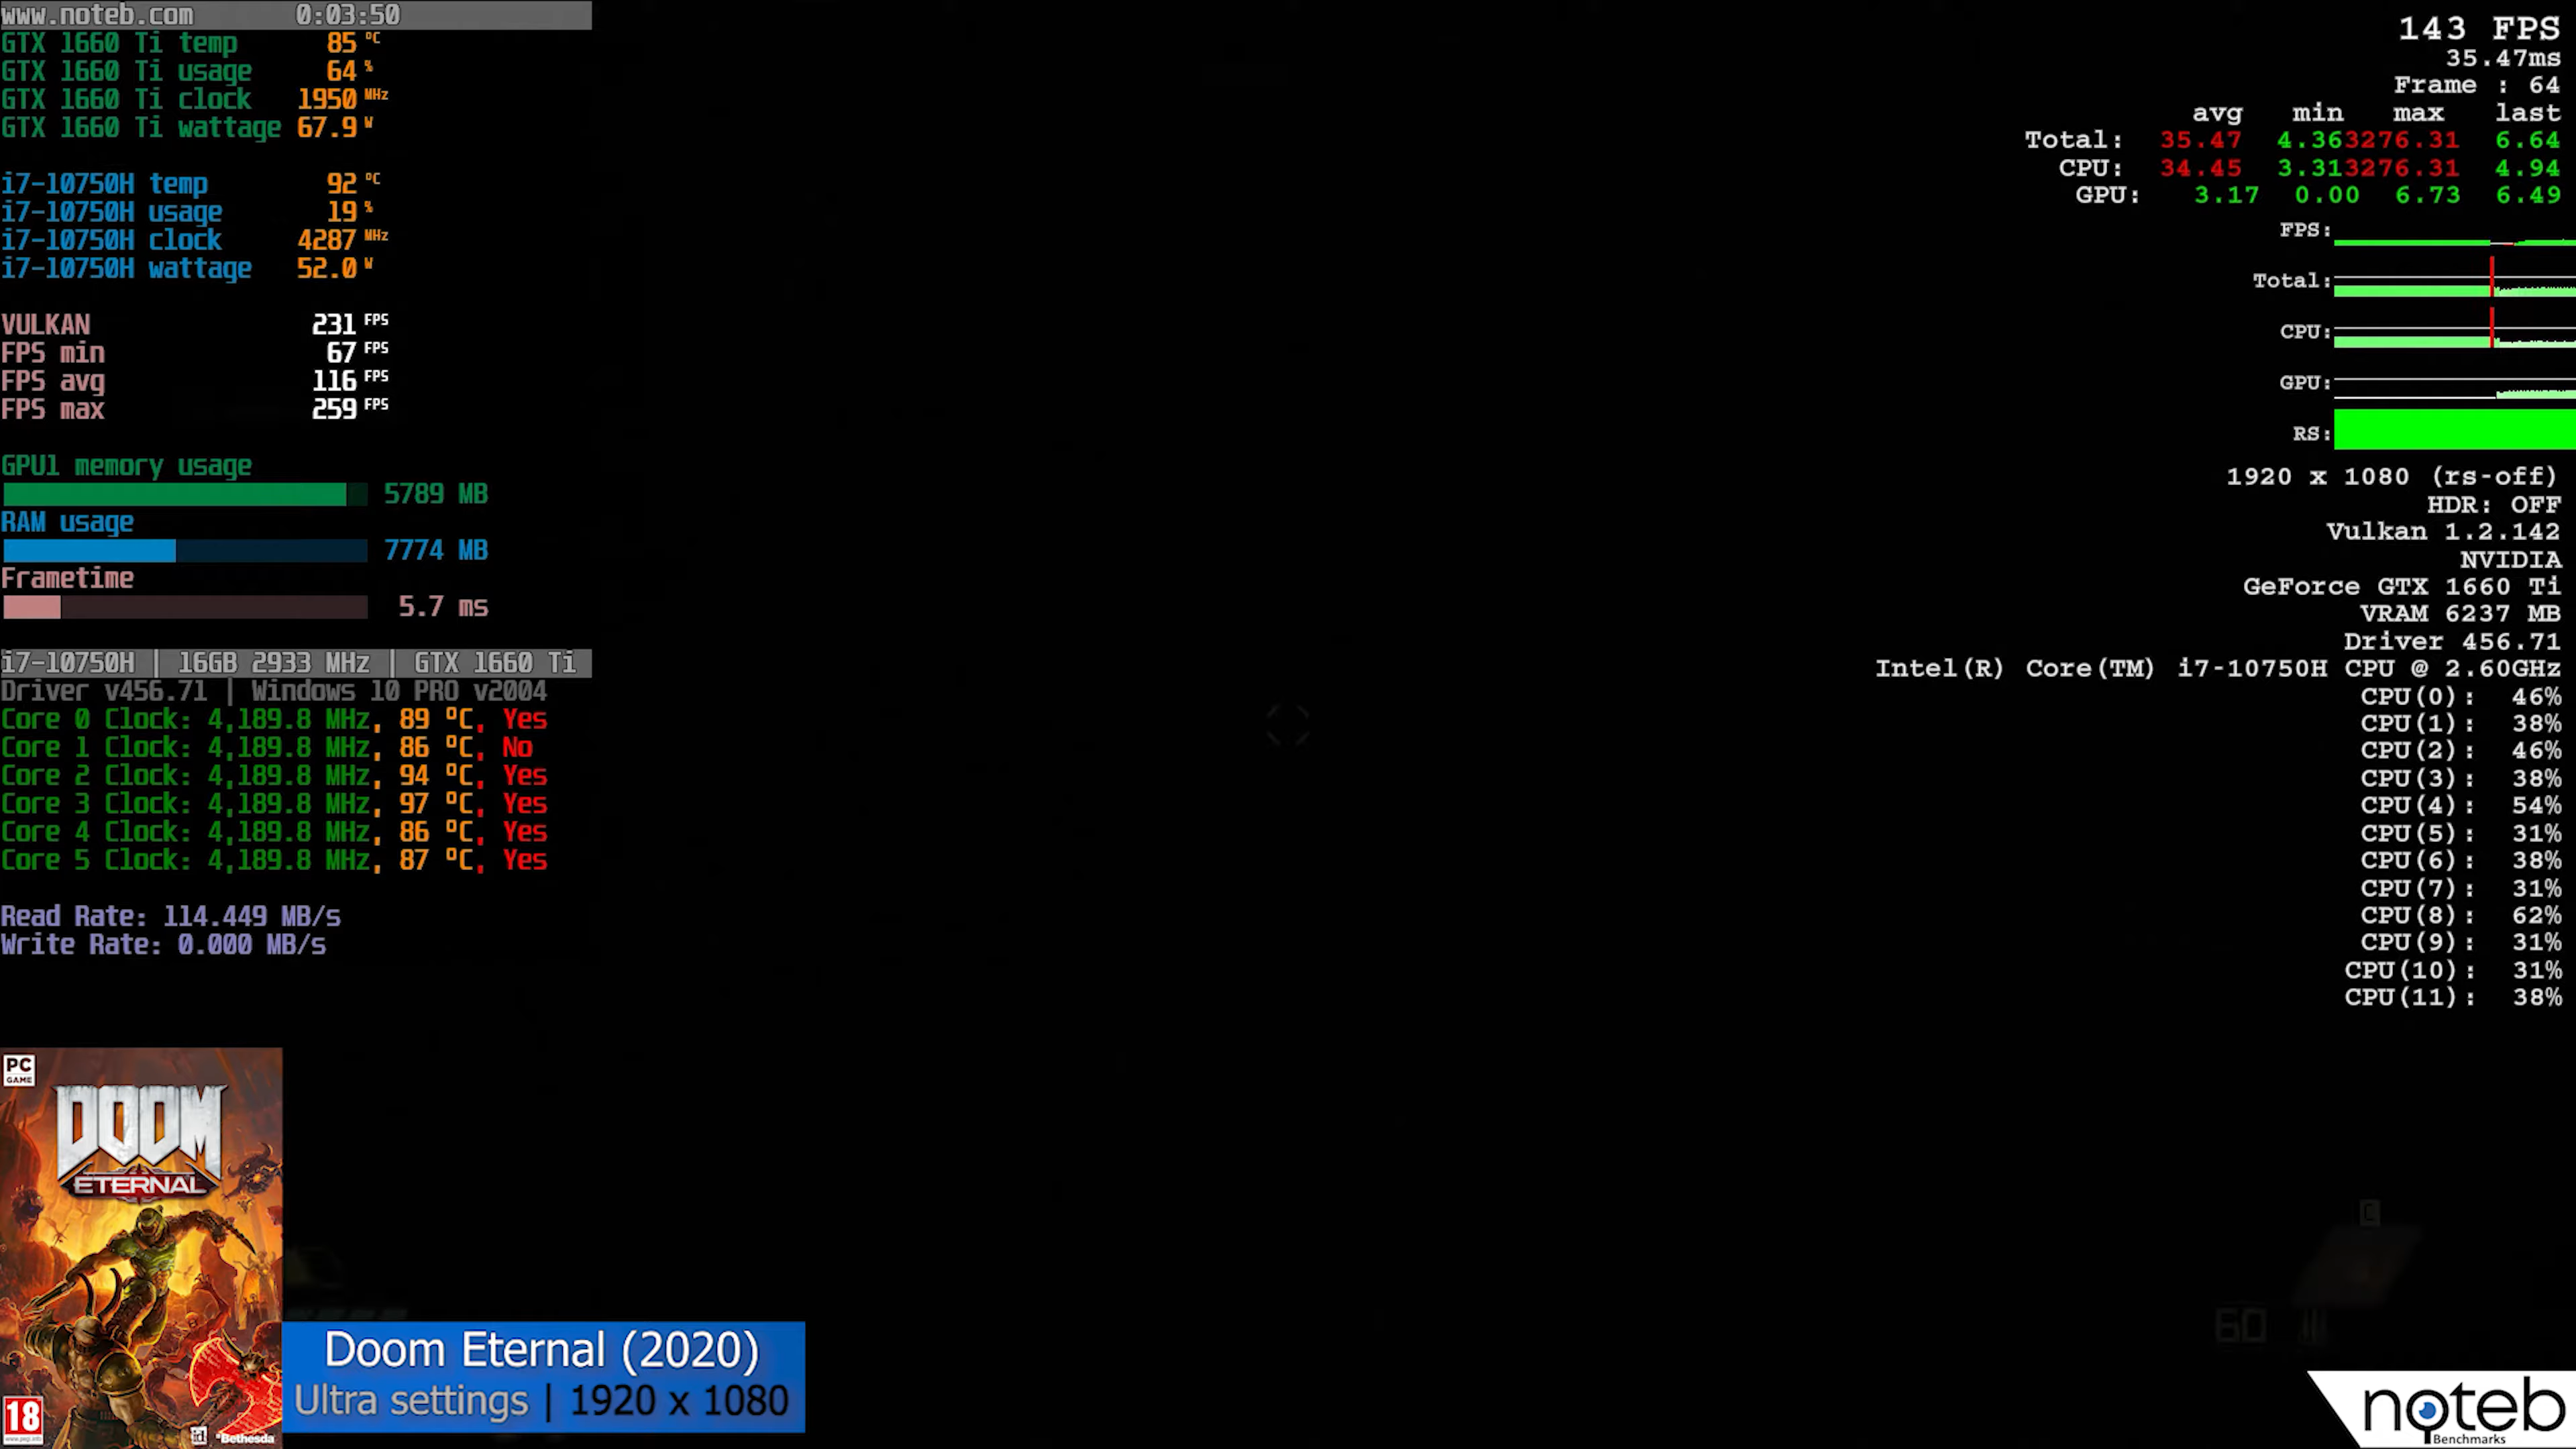 www.noteb.com 0:03:50
GTX 1660 Ti temp 85 °C
GTX 1660 Ti usage 64 %
GTX 1660 Ti clock 1950 MHz
GTX 1660 Ti wattage 67.9 W
i7-10750H temp 92 °C
i7-10750H usage 19 %
i7-10750H clock 4287 MHz
i7-10750H wattage 52.0 W
VULKAN 231 FPS
FPS min 67 FPS
FPS avg 116 FPS
FPS max 259 FPS
GPU1 memory usage
5789 MB
RAM usage
7774 MB
Frametime
5.7 ms
i7-10750H | 16GB 2933 MHz | GTX 1660 Ti
Driver v456.71 | Windows 10 PRO v2004
Core 0 Clock: 4,189.8 MHz, 89 °C, Yes
Core 1 Clock: 4,189.8 MHz, 86 °C, No
Core 2 Clock: 4,189.8 MHz, 94 °C, Yes
Core 3 Clock: 4,189.8 MHz, 97 °C, Yes
Core 4 Clock: 4,189.8 MHz, 86 °C, Yes
Core 5 Clock: 4,189.8 MHz, 87 °C, Yes
Read Rate: 114.449 MB/s
Write Rate: 0.000 MB/s
143 FPS
35.47ms
Frame : 64
avg min max last
Total: 35.47 4.36 3276.31 6.64
CPU: 34.45 3.31 3276.31 4.94
GPU: 3.17 0.00 6.73 6.49
FPS:
Total:
CPU:
GPU:
RS:
1920 x 1080 (rs-off)
HDR: OFF
Vulkan 1.2.142
NVIDIA
GeForce GTX 1660 Ti
VRAM 6237 MB
Driver 456.71
Intel(R) Core(TM) i7-10750H CPU @ 2.60GHz
CPU(0): 46%
CPU(1): 38%
CPU(2): 46%
CPU(3): 38%
CPU(4): 54%
CPU(5): 31%
CPU(6): 38%
CPU(7): 31%
CPU(8): 62%
CPU(9): 31%
CPU(10): 31%
CPU(11): 38%
PC
GAME
DOOM
ETERNAL
18
www.pegi.info
id
Bethesda
Doom Eternal (2020)
Ultra settings | 1920 x 1080
C
60
noteb
Benchmarks